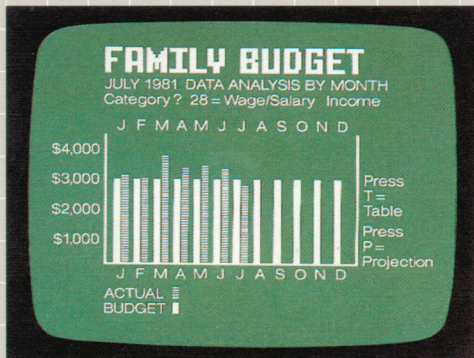 FAMILY BUDGET
JULY 1981 DATA ANALYSIS BY MONTH
Category? 28 = Wage/Salary Income
J F M A M J J A S O N D
$4,000
$3,000
$2,000
$1,000
Press
T=
Table
Press
P=
Projection
J F M A M J J A S O N D
ACTUAL
BUDGET